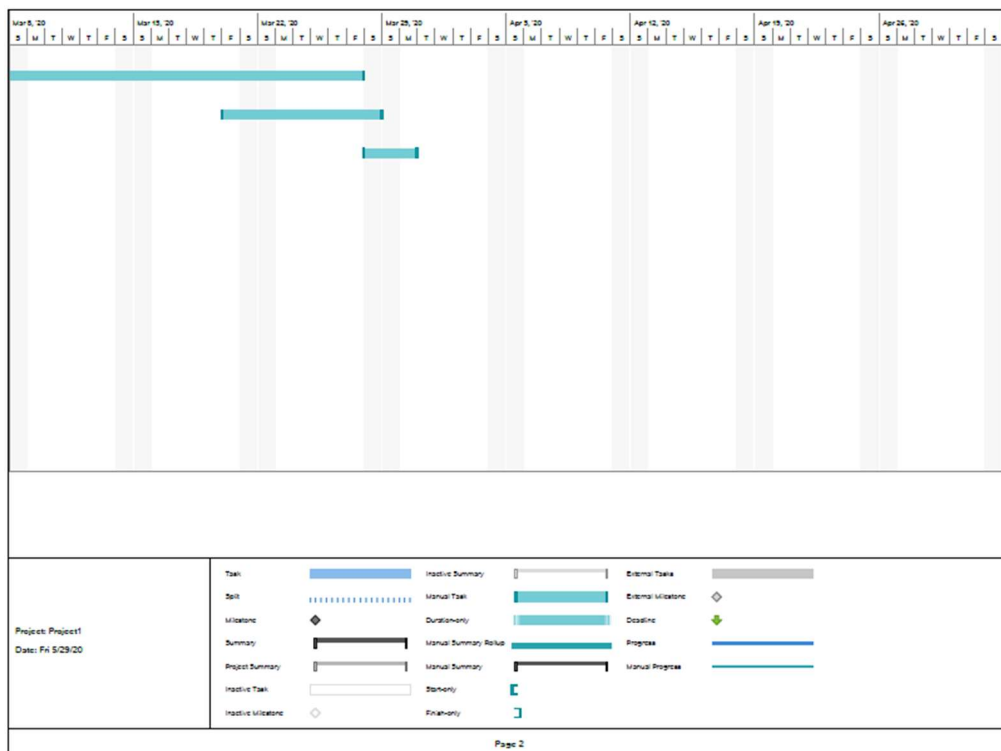 Mar 8, '20 Mar 15, '20 Mar 22, '20 Mar 29, '20 Apr 5, '20 Apr 12, '20 Apr 19, '20 Apr 26, '20
S M T W T F S S M T W T F S S M T W T F S S M T W T F S S M T W T F S S M T W T F S S M T W T F S S M T W T F S
Project: Project1
Date: Fri 5/29/20
Task Inactive Summary External Tasks
Split Manual Task External Milestone
Milestone Duration-only Deadline
Summary Manual Summary Rollup Progress
Project Summary Manual Summary Manual Progress
Inactive Task Start-only
Inactive Milestone Finish-only
Page 2